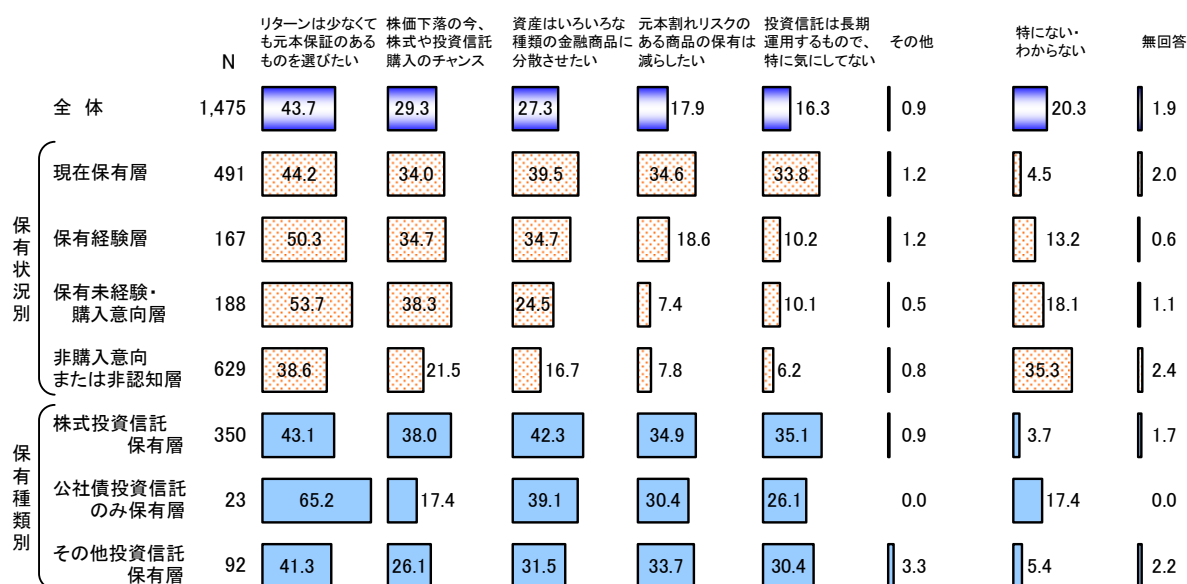 リターンは少なくて
も元本保証のある
ものを選びたい
株価下落の今、
株式や投資信託
購入のチャンス
資産はいろいろな
種類の金融商品に
分散させたい
元本割れリスクの
ある商品の保有は
減らしたい
投資信託は長期
運用するもので、
特に気にしてない
その他
特にない・
わからない
無回答
N
全 体 1,475 43.7 29.3 27.3 17.9 16.3 0.9 20.3 1.9
保有状況別
現在保有層 491 44.2 34.0 39.5 34.6 33.8 1.2 4.5 2.0
保有経験層 167 50.3 34.7 34.7 18.6 10.2 1.2 13.2 0.6
保有未経験・
購入意向層 188 53.7 38.3 24.5 7.4 10.1 0.5 18.1 1.1
非購入意向
または非認知層 629 38.6 21.5 16.7 7.8 6.2 0.8 35.3 2.4
保有種類別
株式投資信託
保有層 350 43.1 38.0 42.3 34.9 35.1 0.9 3.7 1.7
公社債投資信託
のみ保有層 23 65.2 17.4 39.1 30.4 26.1 0.0 17.4 0.0
その他投資信託
保有層 92 41.3 26.1 31.5 33.7 30.4 3.3 5.4 2.2